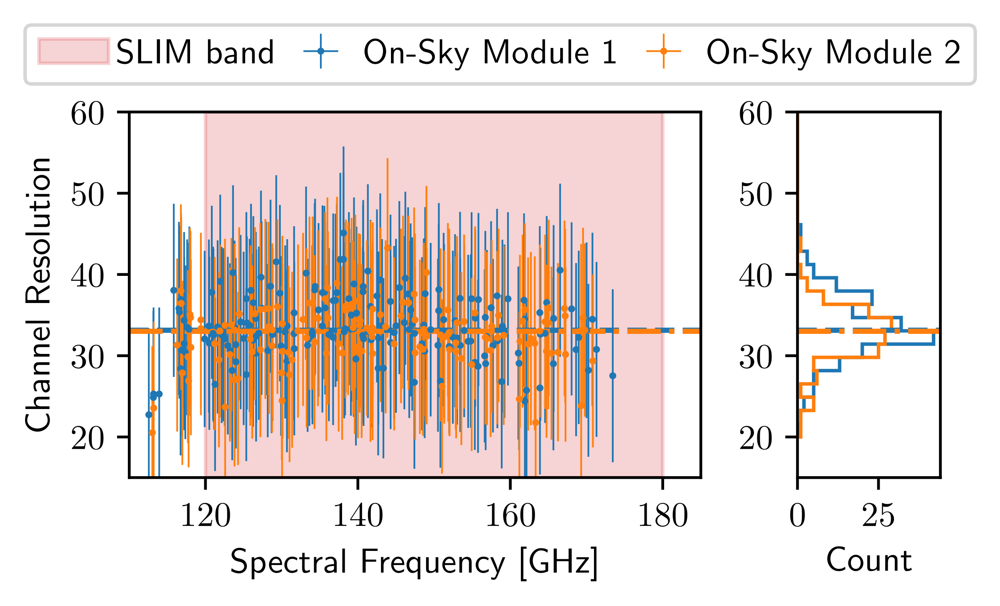 SLIM band On-Sky Module 1 On-Sky Module 2
60 60
50 50
40 40
30 30
20 20
Channel Resolution
120 140 160 180 0 25
Spectral Frequency [GHz] Count